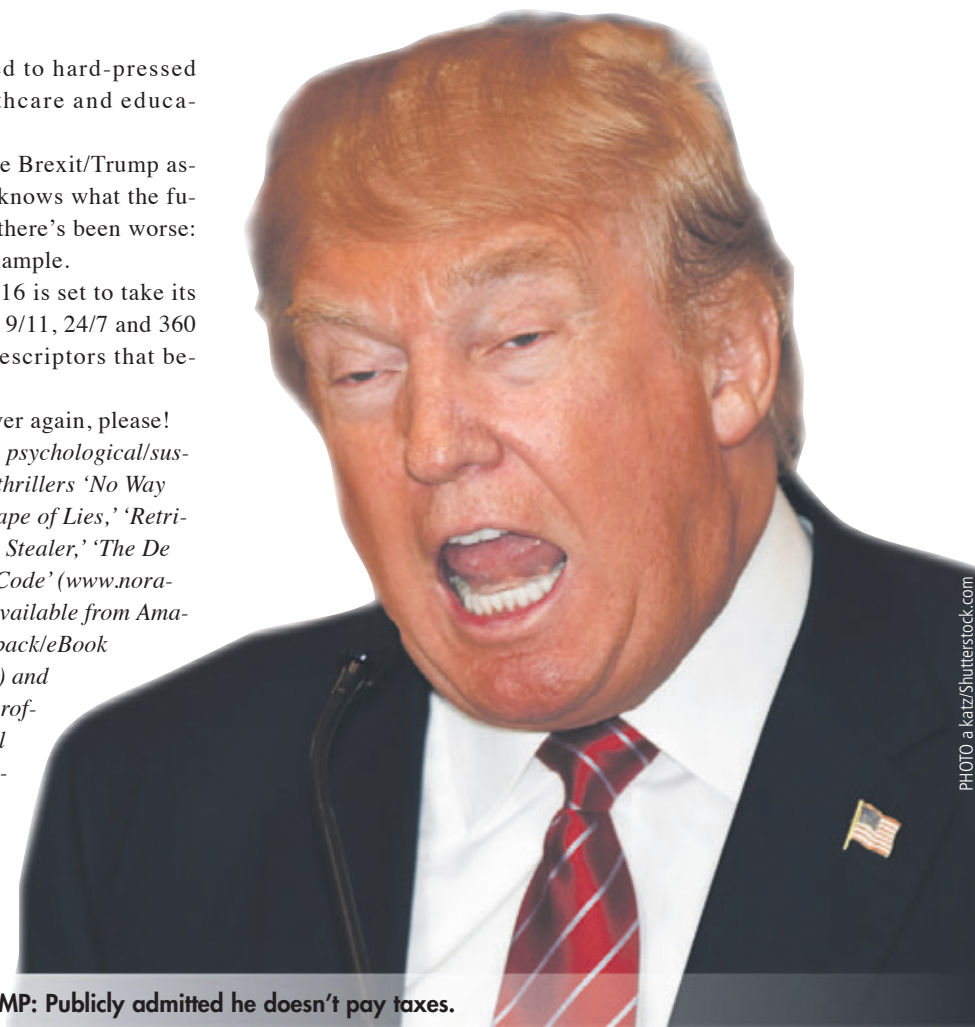 ed to hard-pressed
thcare and educa-
e Brexit/Trump as-
knows what the fu-
there's been worse:
ample.
16 is set to take its
9/11, 24/7 and 360
escriptors that be-
ver again, please!
psychological/sus-
thrillers ‘No Way
ape of Lies,’ ‘Retri-
Stealer,’ ‘The De
Code’ (www.nora-
vailable from Ama-
back/eBook
) and
rof-
l
-
PHOTO a katz/Shutterstock.com
MP: Publicly admitted he doesn’t pay taxes.